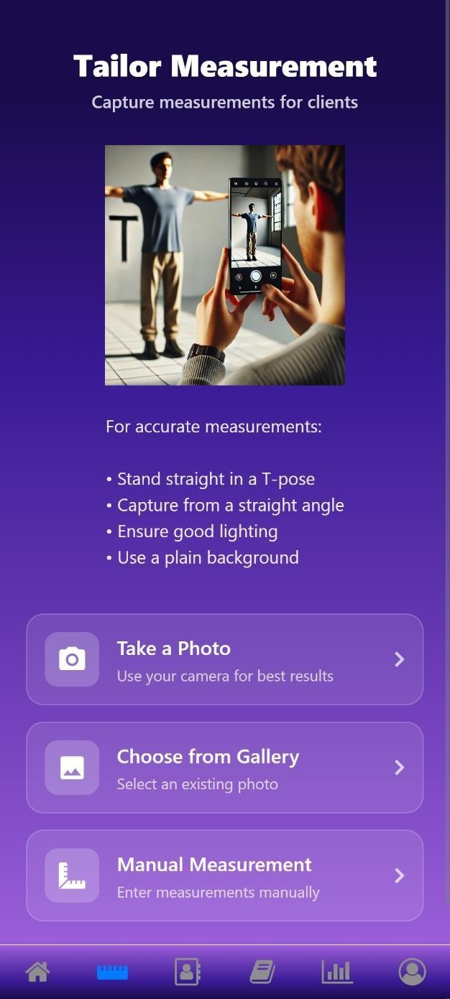 Tailor Measurement
Capture measurements for clients
T
For accurate measurements:
• Stand straight in a T-pose
• Capture from a straight angle
• Ensure good lighting
• Use a plain background
Take a Photo
Use your camera for best results
Choose from Gallery
Select an existing photo
Manual Measurement
Enter measurements manually